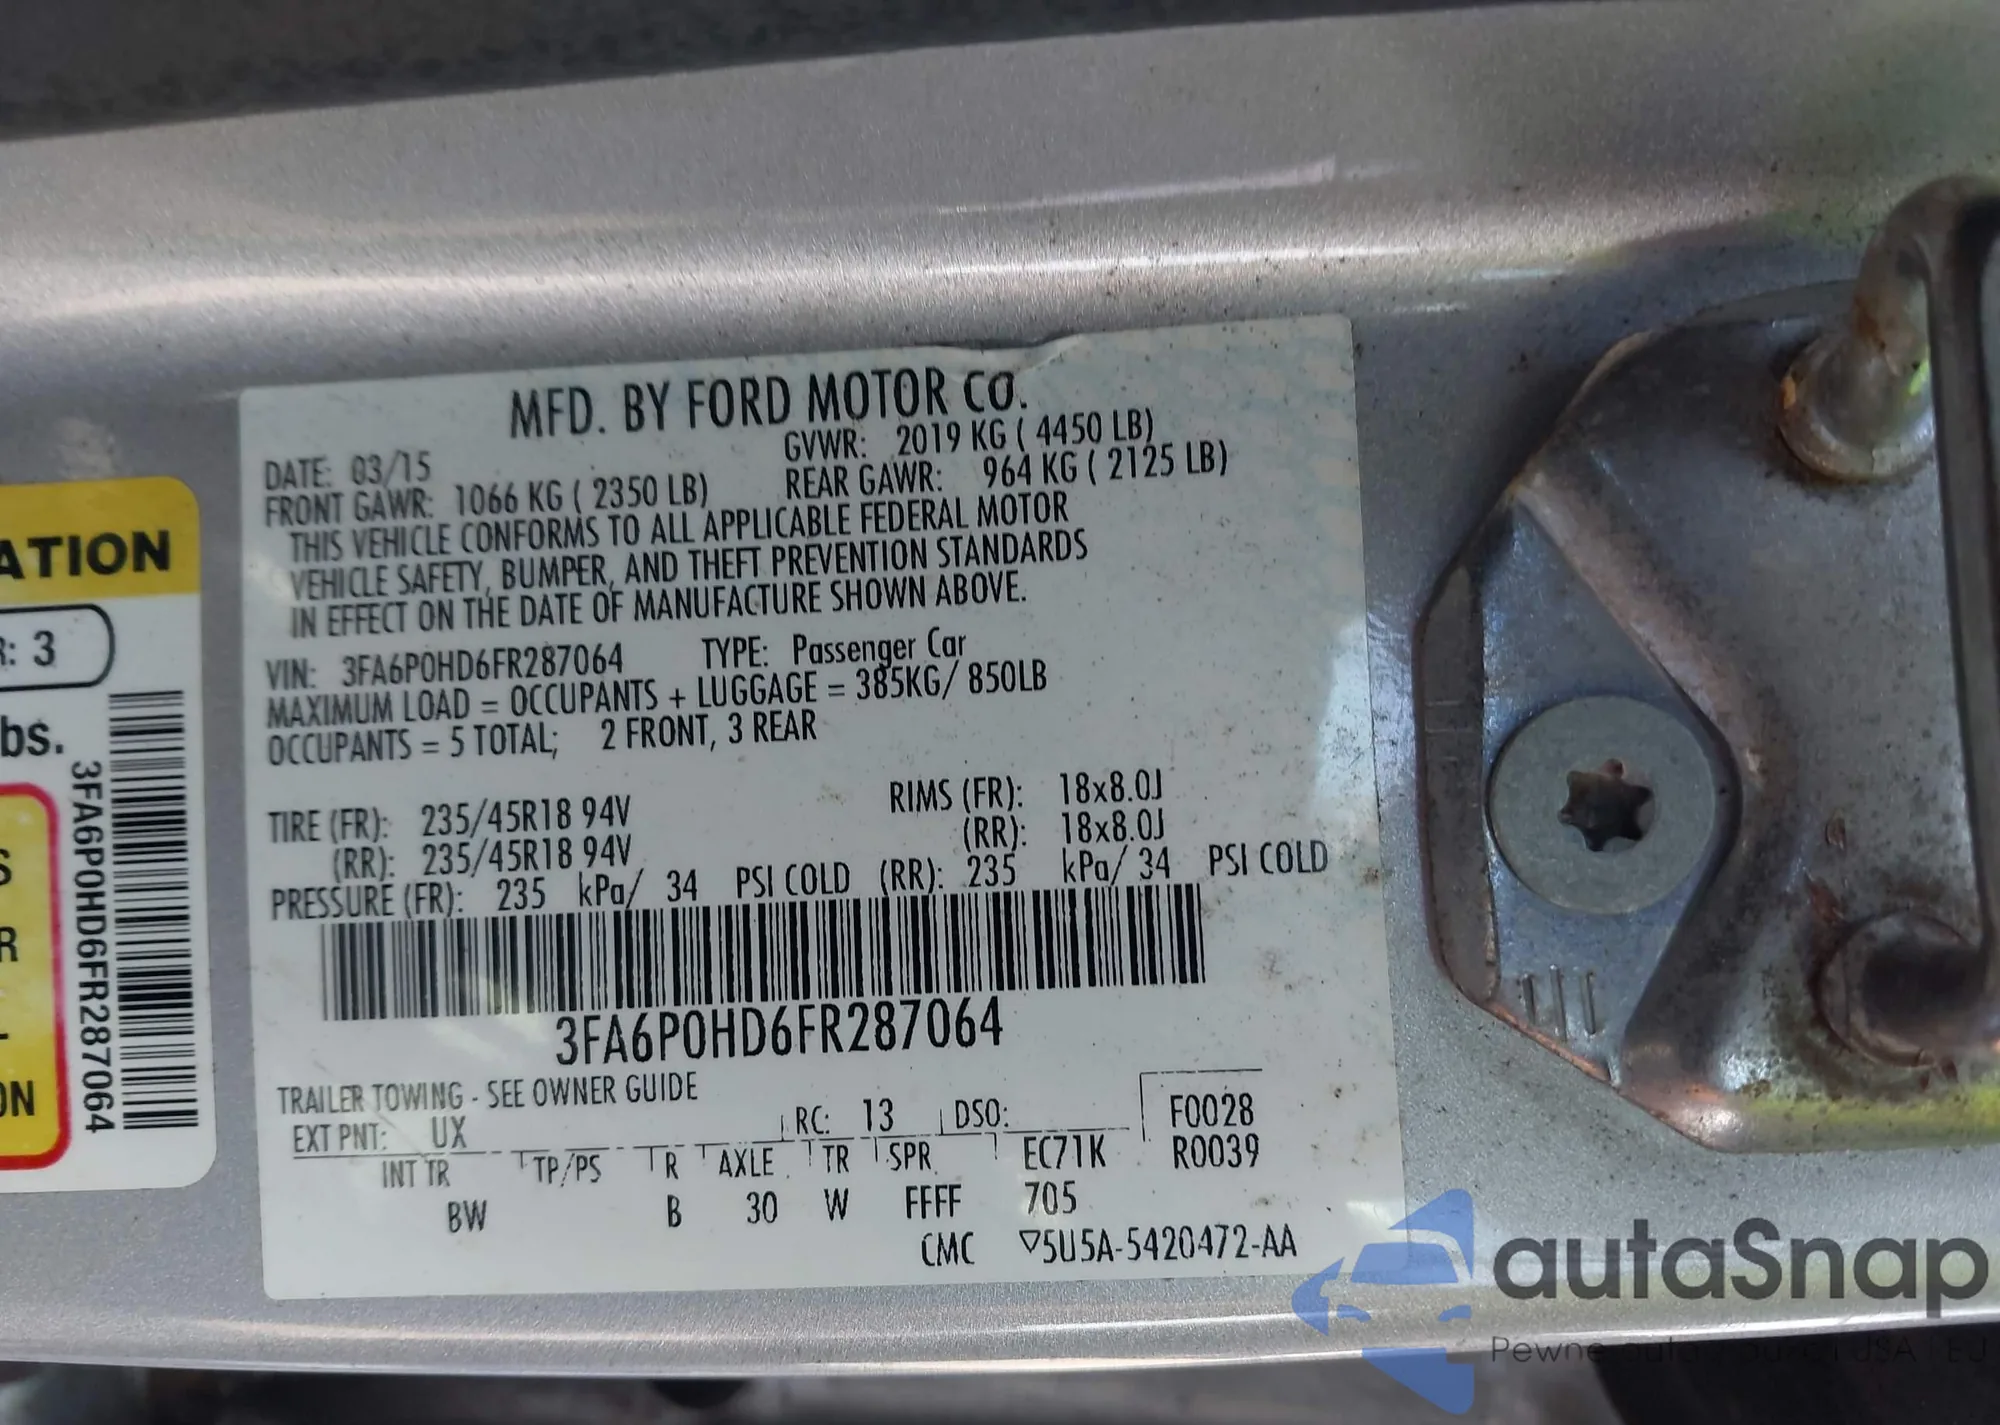 MFD. BY FORD MOTOR CO.
DATE: 03/15 GVWR: 2019 KG ( 4450 LB)
FRONT GAWR: 1066 KG ( 2350 LB) REAR GAWR: 964 KG ( 2125 LB)
THIS VEHICLE CONFORMS TO ALL APPLICABLE FEDERAL MOTOR
VEHICLE SAFETY, BUMPER, AND THEFT PREVENTION STANDARDS
IN EFFECT ON THE DATE OF MANUFACTURE SHOWN ABOVE.
VIN: 3FA6P0HD6FR287064 TYPE: Passenger Car
MAXIMUM LOAD = OCCUPANTS + LUGGAGE = 385KG/ 850LB
OCCUPANTS = 5 TOTAL; 2 FRONT, 3 REAR
TIRE (FR): 235/45R18 94V RIMS (FR): 18x8.0J
(RR): 235/45R18 94V (RR): 18x8.0J
PRESSURE (FR): 235 kPa/ 34 PSI COLD (RR): 235 kPa/ 34 PSI COLD
3FA6P0HD6FR287064
TRAILER TOWING - SEE OWNER GUIDE
EXT PNT: UX RC: 13 DSO: F0028
INT TR TP/PS R AXLE TR SPR EC71K R0039
BW B 30 W FFFF 705
CMC ▽5U5A-5420472-AA
ATION
R: 3
bs.
3FA6P0HD6FR287064
S
R
ON
autaSnap
Pewne auta z aukcji USA i EU